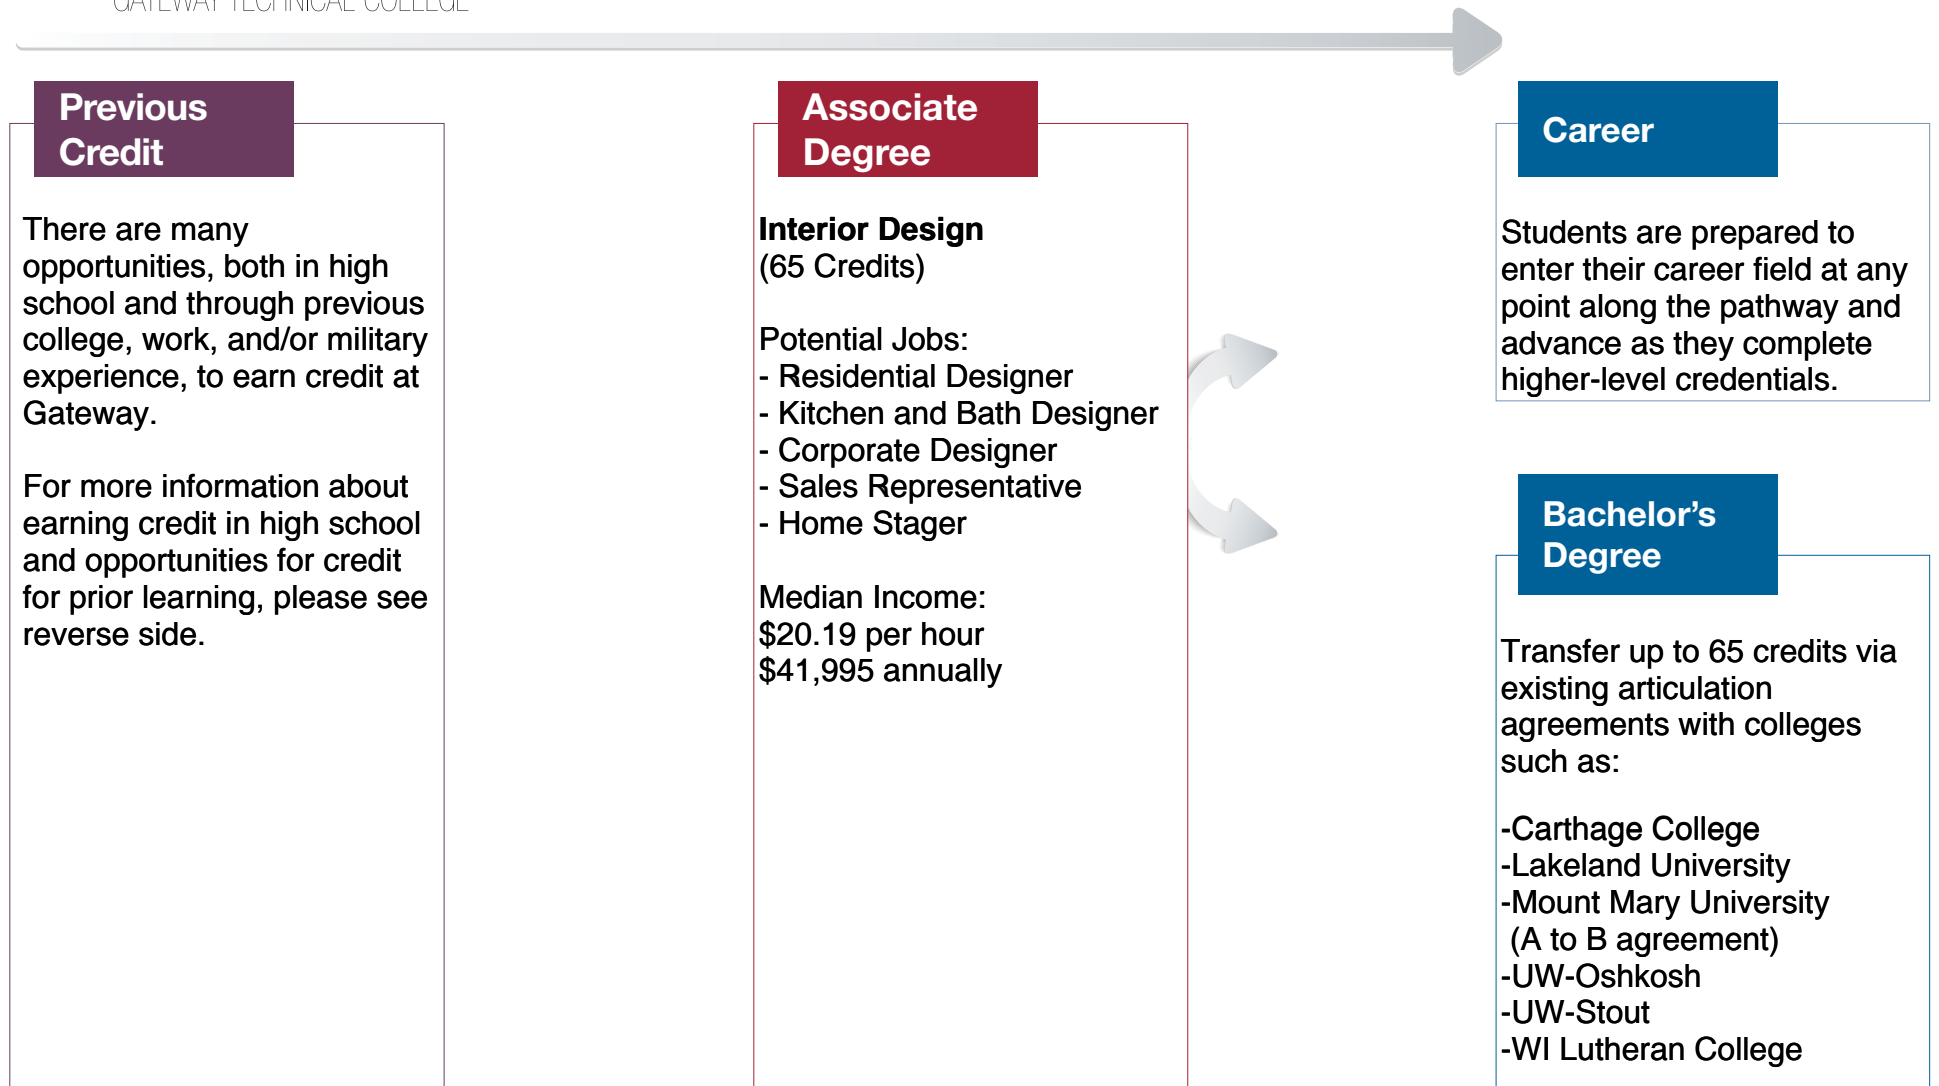 GATEWAY TECHNICAL COLLEGE
Previous
Credit
There are many
opportunities, both in high
school and through previous
college, work, and/or military
experience, to earn credit at
Gateway.
For more information about
earning credit in high school
and opportunities for credit
for prior learning, please see
reverse side.
Associate
Degree
Interior Design
(65 Credits)
Potential Jobs:
- Residential Designer
- Kitchen and Bath Designer
- Corporate Designer
- Sales Representative
- Home Stager
Median Income:
$20.19 per hour
$41,995 annually
Career
Students are prepared to
enter their career field at any
point along the pathway and
advance as they complete
higher-level credentials.
Bachelor’s
Degree
Transfer up to 65 credits via
existing articulation
agreements with colleges
such as:
-Carthage College
-Lakeland University
-Mount Mary University
(A to B agreement)
-UW-Oshkosh
-UW-Stout
-WI Lutheran College